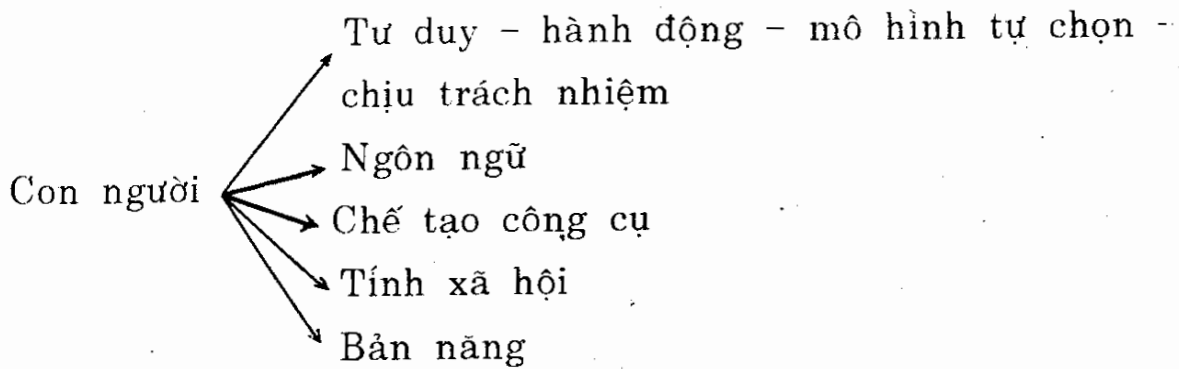 Tư duy – hành động – mô hình tự chọn -
chịu trách nhiệm
Ngôn ngữ
Con người
Chế tạo công cụ
Tính xã hội
Bản năng